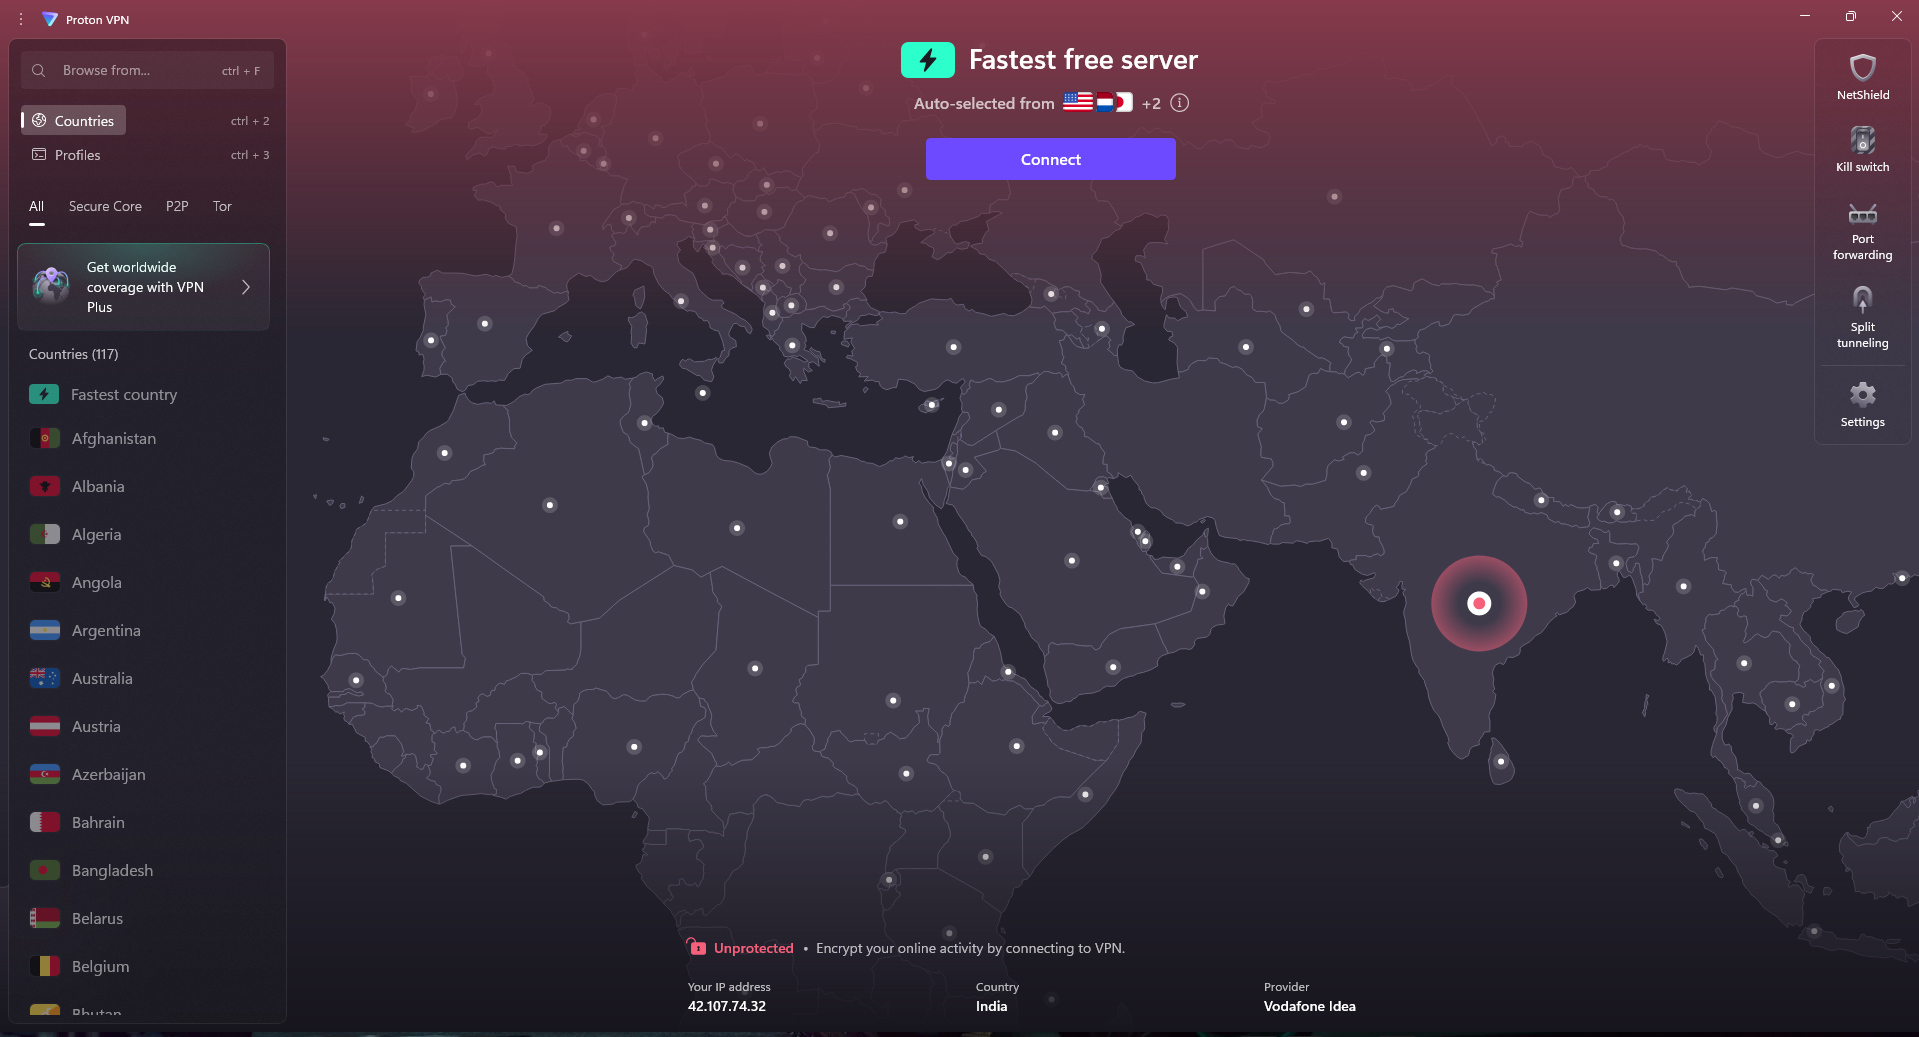 Proton VPN
Browse from...
ctrl + F
Countries
ctrl + 2
Profiles
ctrl + 3
All
Secure Core
P2P
Tor
Get worldwide
coverage with VPN
Plus
Countries (117)
Fastest country
Afghanistan
Albania
Algeria
Angola
Argentina
Australia
Austria
Azerbaijan
Bahrain
Bangladesh
Belarus
Belgium
Bhutan
Fastest free server
Auto-selected from
+2
Connect
Unprotected • Encrypt your online activity by connecting to VPN.
Your IP address
42.107.74.32
Country
India
Provider
Vodafone Idea
NetShield
Kill switch
Port
forwarding
Split
tunneling
Settings